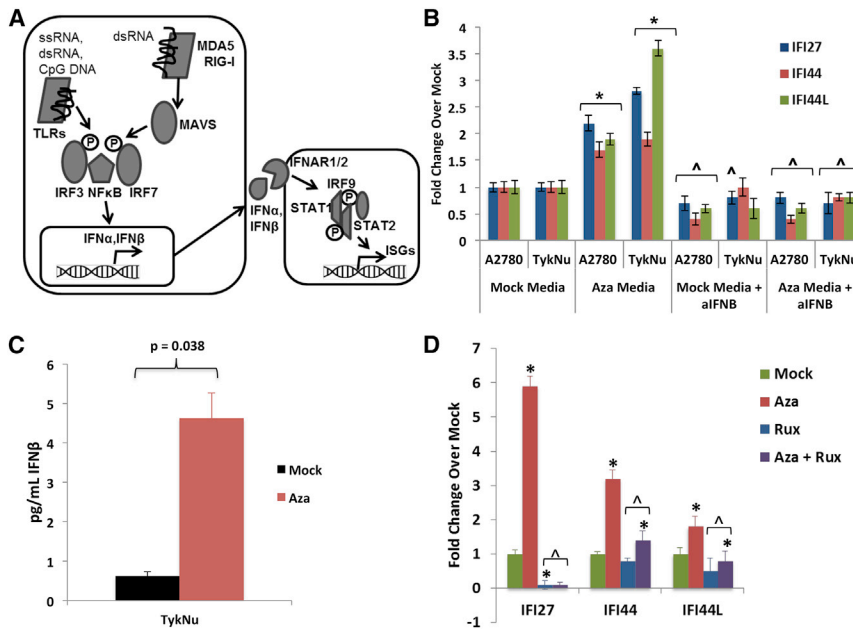 A
ssRNA,
dsRNA,
CpG DNA
dsRNA
MDA5
RIG-I
TLRs
MAVS
P
P
IRF3 NFκB IRF7
IFNα,IFNβ
IFNα,
IFNβ
IFNAR1/2
IRF9
STAT1
P
P
STAT2
ISGs
B
Fold Change Over Mock
4
3.5
3
2.5
2
1.5
1
0.5
0
*
*
^
^
^
^
IFI27
IFI44
IFI44L
A2780 TykNu A2780 TykNu A2780 TykNu A2780 TykNu
Mock Media Aza Media Mock Media + Aza Media +
aIFNB aIFNB
C
p = 0.038
pg/mL IFNβ
6
5
4
3
2
1
0
Mock
Aza
TykNu
D
Fold Change Over Mock
7
6
5
4
3
2
1
0
-1
*
*
^
*
^
*
*
^
*
Mock
Aza
Rux
Aza + Rux
IFI27 IFI44 IFI44L